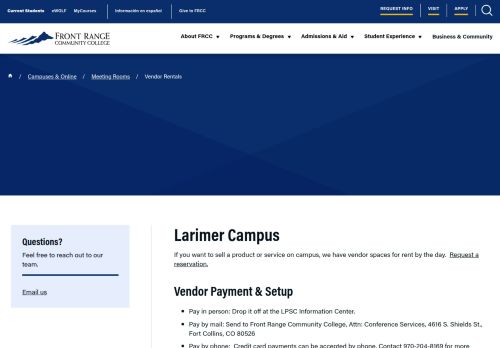 Current Students eWOLF MyCourses Información en español Give to FRCC REQUEST INFO VISIT APPLY
FRONT RANGE
COMMUNITY COLLEGE
About FRCC Programs & Degrees Admissions & Aid Student Experience Business & Community
/ Campuses & Online / Meeting Rooms / Vendor Rentals
Questions?
Feel free to reach out to our
team.
Email us
Larimer Campus
If you want to sell a product or service on campus, we have vendor spaces for rent by the day. Request a
reservation.
Vendor Payment & Setup
• Pay in person: Drop it off at the LPSC Information Center.
• Pay by mail: Send to Front Range Community College, Attn: Conference Services, 4616 S. Shields St.,
Fort Collins, CO 80526
• Pay by phone: Credit card payments can be accepted by phone. Contact 970-204-8169 for more